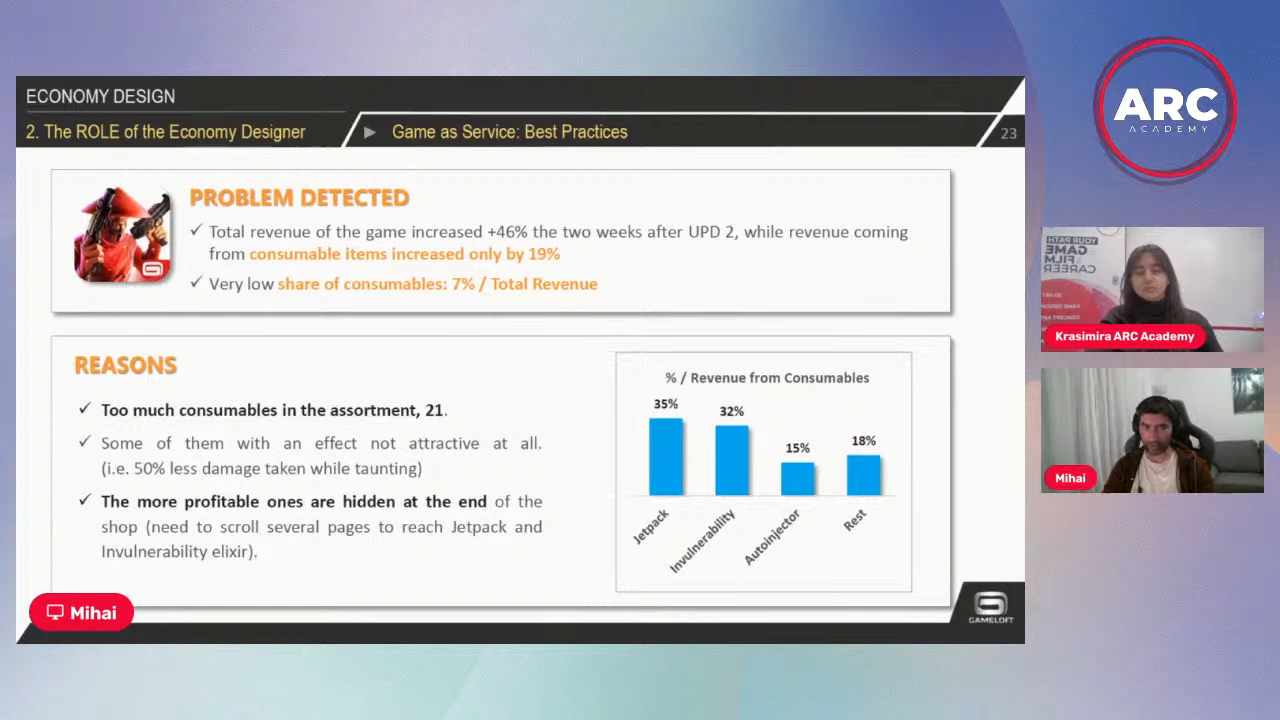 ECONOMY DESIGN
2. The ROLE of the Economy Designer
Game as Service: Best Practices
23
PROBLEM DETECTED
✓ Total revenue of the game increased +46% the two weeks after UPD 2, while revenue coming
from consumable items increased only by 19%
✓ Very low share of consumables: 7% / Total Revenue
REASONS
✓ Too much consumables in the assortment, 21.
✓ Some of them with an effect not attractive at all.
(i.e. 50% less damage taken while taunting)
✓ The more profitable ones are hidden at the end of the
shop (need to scroll several pages to reach Jetpack and
Invulnerability elixir).
% / Revenue from Consumables
35%
32%
15%
18%
Jetpack
Invulnerability
Autoinjector
Rest
Mihai
GAMELOFT
ARC
ACADEMY
YOUR PATH
GAME
FILM
CAREER
Krasimira ARC Academy
Mihai